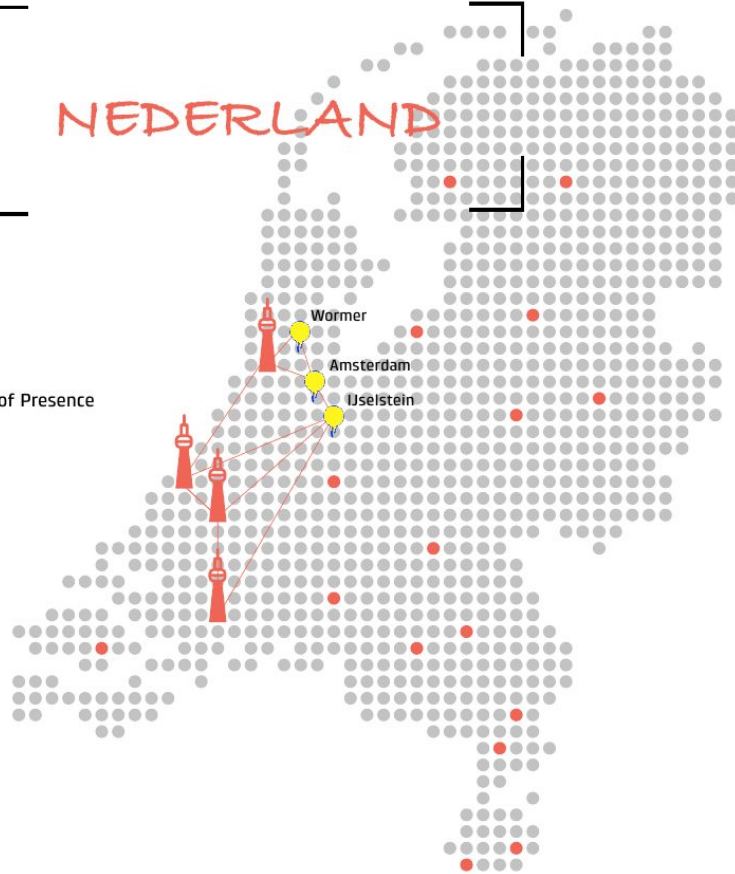 NEDERLAND
Wormer
Amsterdam
IJselstein
of Presence